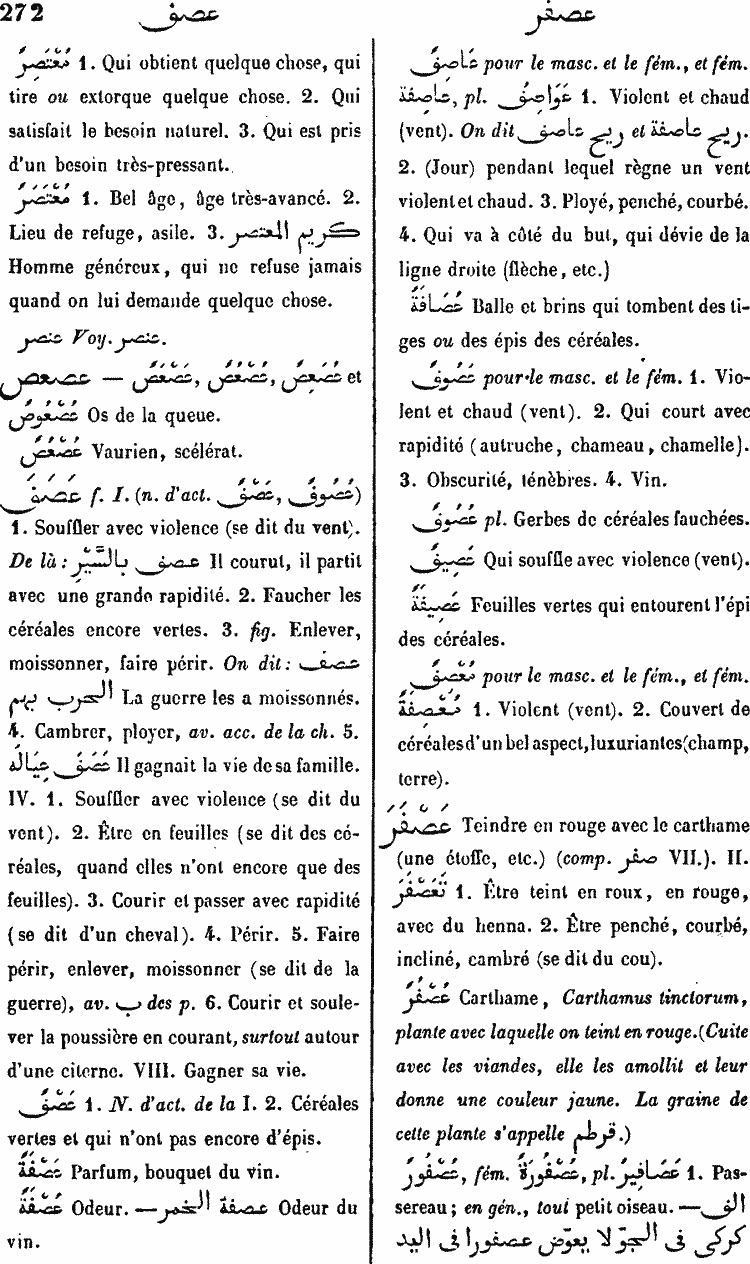 272 عصف عصفر
مُعْتَصِرٌ 1. Qui obtient quelque chose, qui
tire ou extorque quelque chose. 2. Qui
satisfait le besoin naturel. 3. Qui est pris
d'un besoin très-pressant.
مُعْتَصَرٌ 1. Bel âge, âge très-avancé. 2.
Lieu de refuge, asile. 3. كريم المعتصر
Homme généreux, qui ne refuse jamais
quand on lui demande quelque chose.
عنصر Voy. عنصر.
عصعص — عُصْعُصٌ, عُصْعَصٌ, عَصْعَصٌ et
عُصْعُوصٌ Os de la queue.
عُصْعُصٌ Vaurien, scélérat.
عَصَفَ f. I. (n. d'act. عَصْفٌ, عُصُوفٌ)
1. Souffler avec violence (se dit du vent).
De là : عصف بالسَّيْرِ Il courut, il partit
avec une grande rapidité. 2. Faucher les
céréales encore vertes. 3. fig. Enlever,
moissonner, faire périr. On dit : عصفت
الحرب بهم La guerre les a moissonnés.
4. Cambrer, ployer, av. acc. de la ch. 5.
عَصَفَ عِيَالَهُ Il gagnait la vie de sa famille.
IV. 1. Souffler avec violence (se dit du
vent). 2. Être en feuilles (se dit des cé-
réales, quand elles n'ont encore que des
feuilles). 3. Courir et passer avec rapidité
(se dit d'un cheval). 4. Périr. 5. Faire
périr, enlever, moissonner (se dit de la
guerre), av. ب des p. 6. Courir et soule-
ver la poussière en courant, surtout autour
d'une citerne. VIII. Gagner sa vie.
عَصْفٌ 1. N. d'act. de la I. 2. Céréales
vertes et qui n'ont pas encore d'épis.
عَصْفَةٌ Parfum, bouquet du vin.
عَصْفَةٌ Odeur. — عصفة الخمر Odeur du
vin.
عَاصِفٌ pour le masc. et le fém., et fém.
عَاصِفَةٌ, pl. عَوَاصِفُ 1. Violent et chaud
(vent). On dit ريح عاصف et ريح عاصفة.
2. (Jour) pendant lequel règne un vent
violent et chaud. 3. Ployé, penché, courbé.
4. Qui va à côté du but, qui dévie de la
ligne droite (flèche, etc.)
عُصَافَةٌ Balle et brins qui tombent des ti-
ges ou des épis des céréales.
عَصُوفٌ pour le masc. et le fém. 1. Vio-
lent et chaud (vent). 2. Qui court avec
rapidité (autruche, chameau, chamelle).
3. Obscurité, ténèbres. 4. Vin.
عُصُوفٌ pl. Gerbes de céréales fauchées.
عَصِيفٌ Qui souffle avec violence (vent).
عَصِيفَةٌ Feuilles vertes qui entourent l'épi
des céréales.
مُعْصِفٌ pour le masc. et le fém., et fém.
مُعْصِفَةٌ 1. Violent (vent). 2. Couvert de
céréales d'un bel aspect, luxuriantes (champ,
terre).
عَصْفَرَ Teindre en rouge avec le carthame
(une étoffe, etc.) (comp. صفر VII.). II.
تَعَصْفَرَ 1. Être teint en roux, en rouge,
avec du henna. 2. Être penché, courbé,
incliné, cambré (se dit du cou).
عُصْفُرٌ Carthame, Carthamus tinctorum,
plante avec laquelle on teint en rouge. (Cuite
avec les viandes, elle les amollit et leur
donne une couleur jaune. La graine de
cette plante s'appelle قرطم.)
عُصْفُورٌ, fém. عُصْفُورَةٌ, pl. عَصَافِيرُ 1. Pas-
sereau; en gén., tout petit oiseau. — الف
كركي فى الجوّ لا يعوّض عصفورا فى اليد